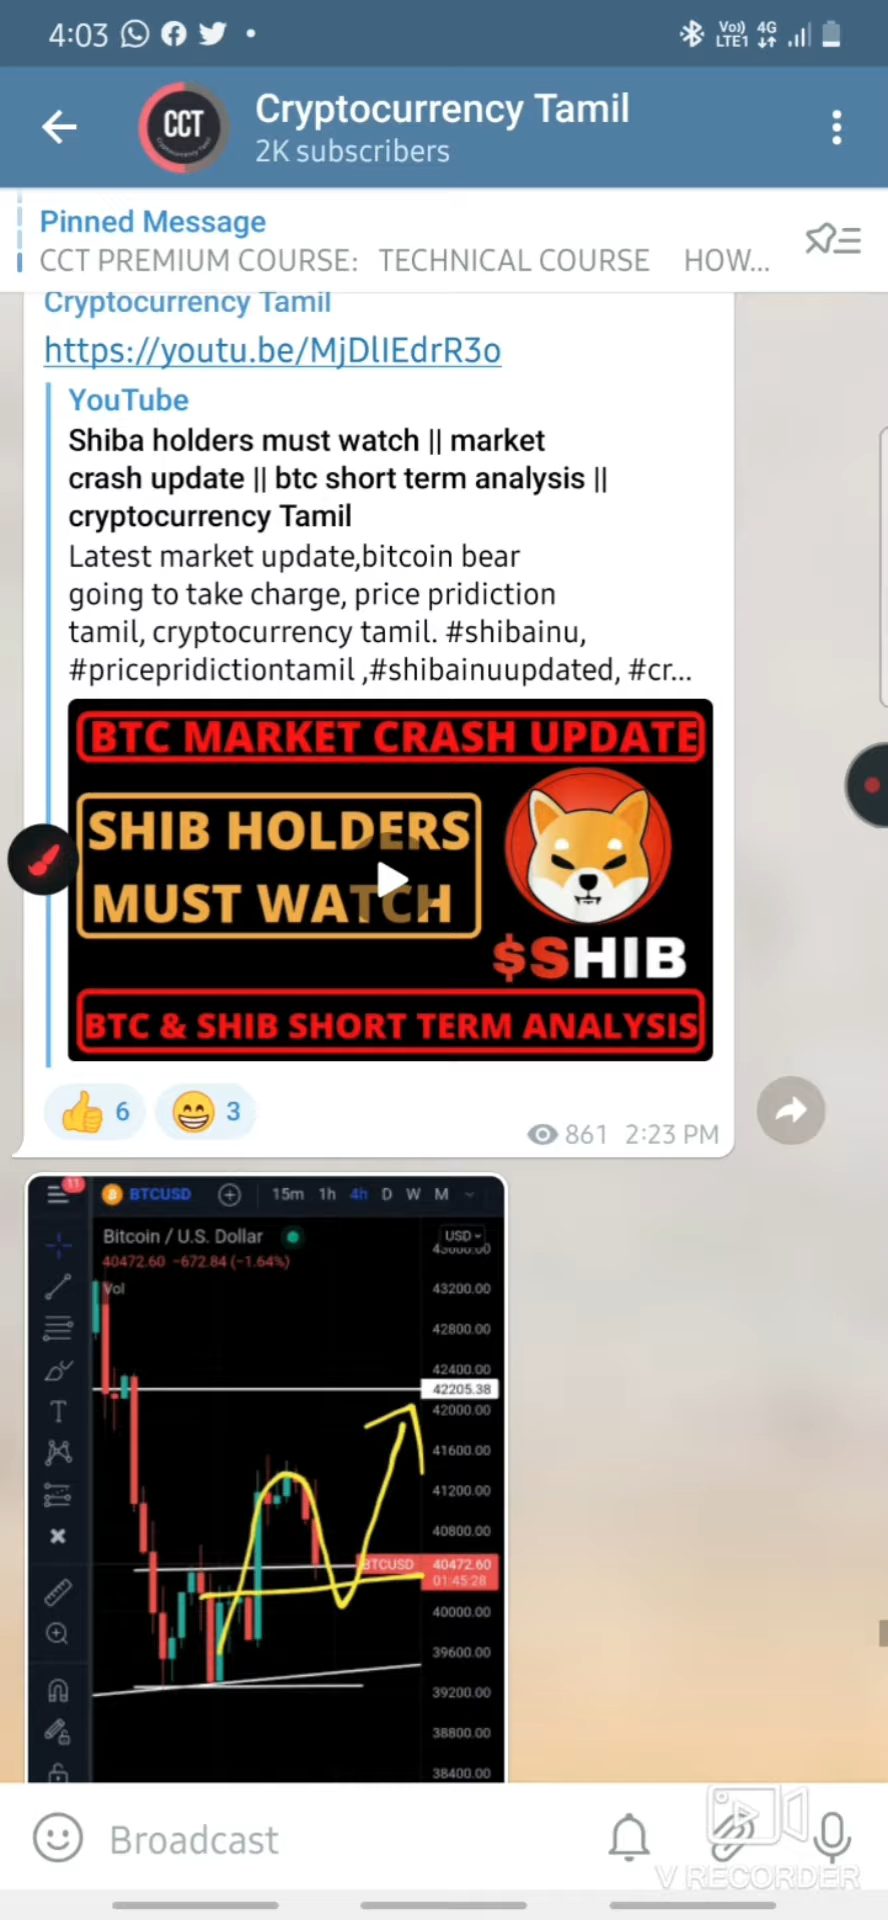 4:03
Vo)) 4G
LTE1
CCT
Cryptocurrency Tamil
2K subscribers
Pinned Message
CCT PREMIUM COURSE: TECHNICAL COURSE HOW...
Cryptocurrency Tamil
https://youtu.be/MjDlIEdrR3o
YouTube
Shiba holders must watch || market
crash update || btc short term analysis ||
cryptocurrency Tamil
Latest market update,bitcoin bear
going to take charge, price pridiction
tamil, cryptocurrency tamil. #shibainu,
#pricepridictiontamil ,#shibainuupdated, #cr...
BTC MARKET CRASH UPDATE
SHIB HOLDERS
MUST WATCH
$SHIB
BTC & SHIB SHORT TERM ANALYSIS
6 3
861 2:23 PM
11 BTCUSD 15m 1h 4h D W M
Bitcoin / U.S. Dollar USD
40472.60 −672.84 (−1.64%)
Vol
43200.00
42800.00
42400.00
42205.38
42000.00
41600.00
41200.00
40800.00
BTCUSD 40472.60
01:45:28
40000.00
39600.00
39200.00
38800.00
38400.00
Broadcast
V RECORDER